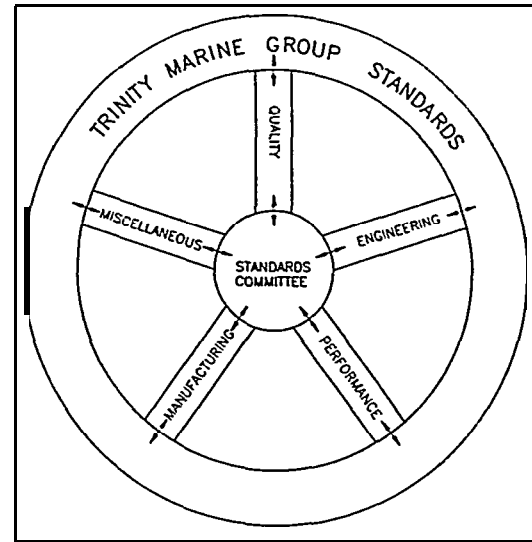 TRINITY MARINE GROUP STANDARDS
QUALITY
MISCELLANEOUS
ENGINEERING
STANDARDS
COMMITTEE
MANUFACTURING
PERFORMANCE